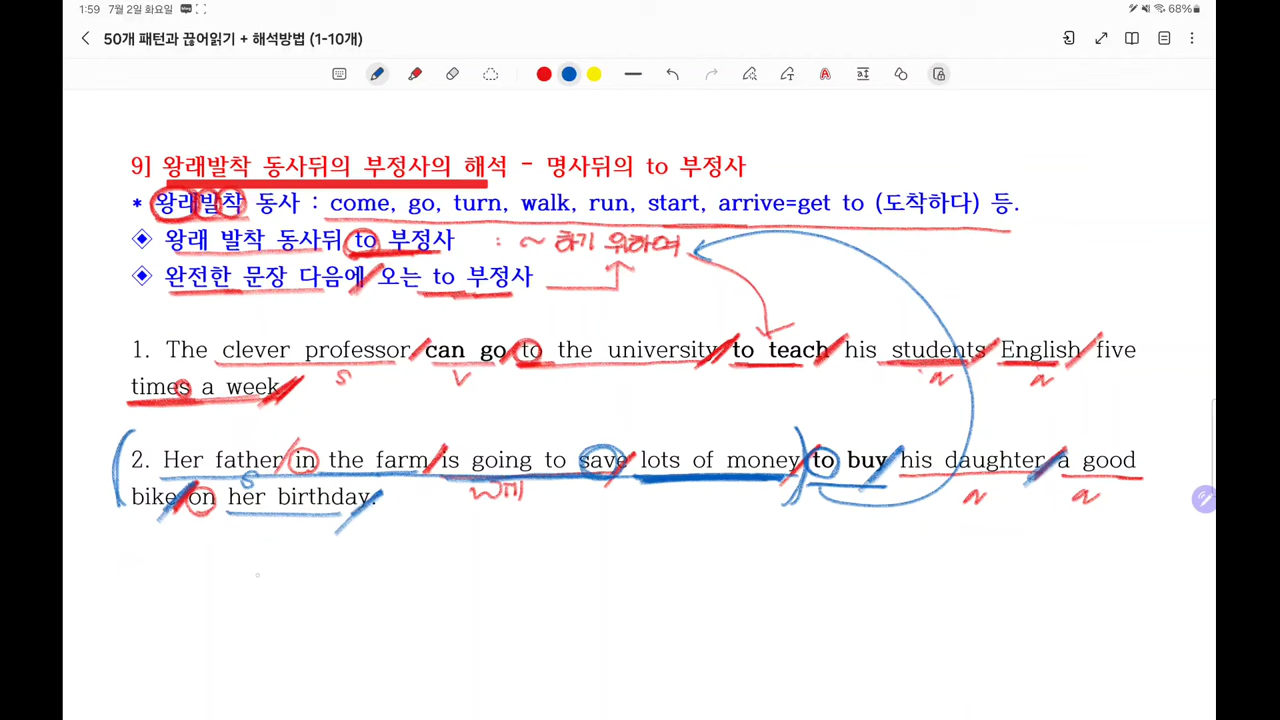 1:59 7월 2일 화요일 68%
50개 패턴과 끊어읽기 + 해석방법 (1-10개)
9] 왕래발착 동사뒤의 부정사의 해석 - 명사뒤의 to 부정사
* 왕래발착 동사 : come, go, turn, walk, run, start, arrive=get to (도착하다) 등.
◈ 왕래 발착 동사뒤 to 부정사 : ~ 하기 위하여
◈ 완전한 문장 다음에 오는 to 부정사
1. The clever professor can go to the university to teach his students English five
S V n n
times a week.
2. Her father in the farm is going to save lots of money to buy his daughter a good
S n n
bike on her birthday.